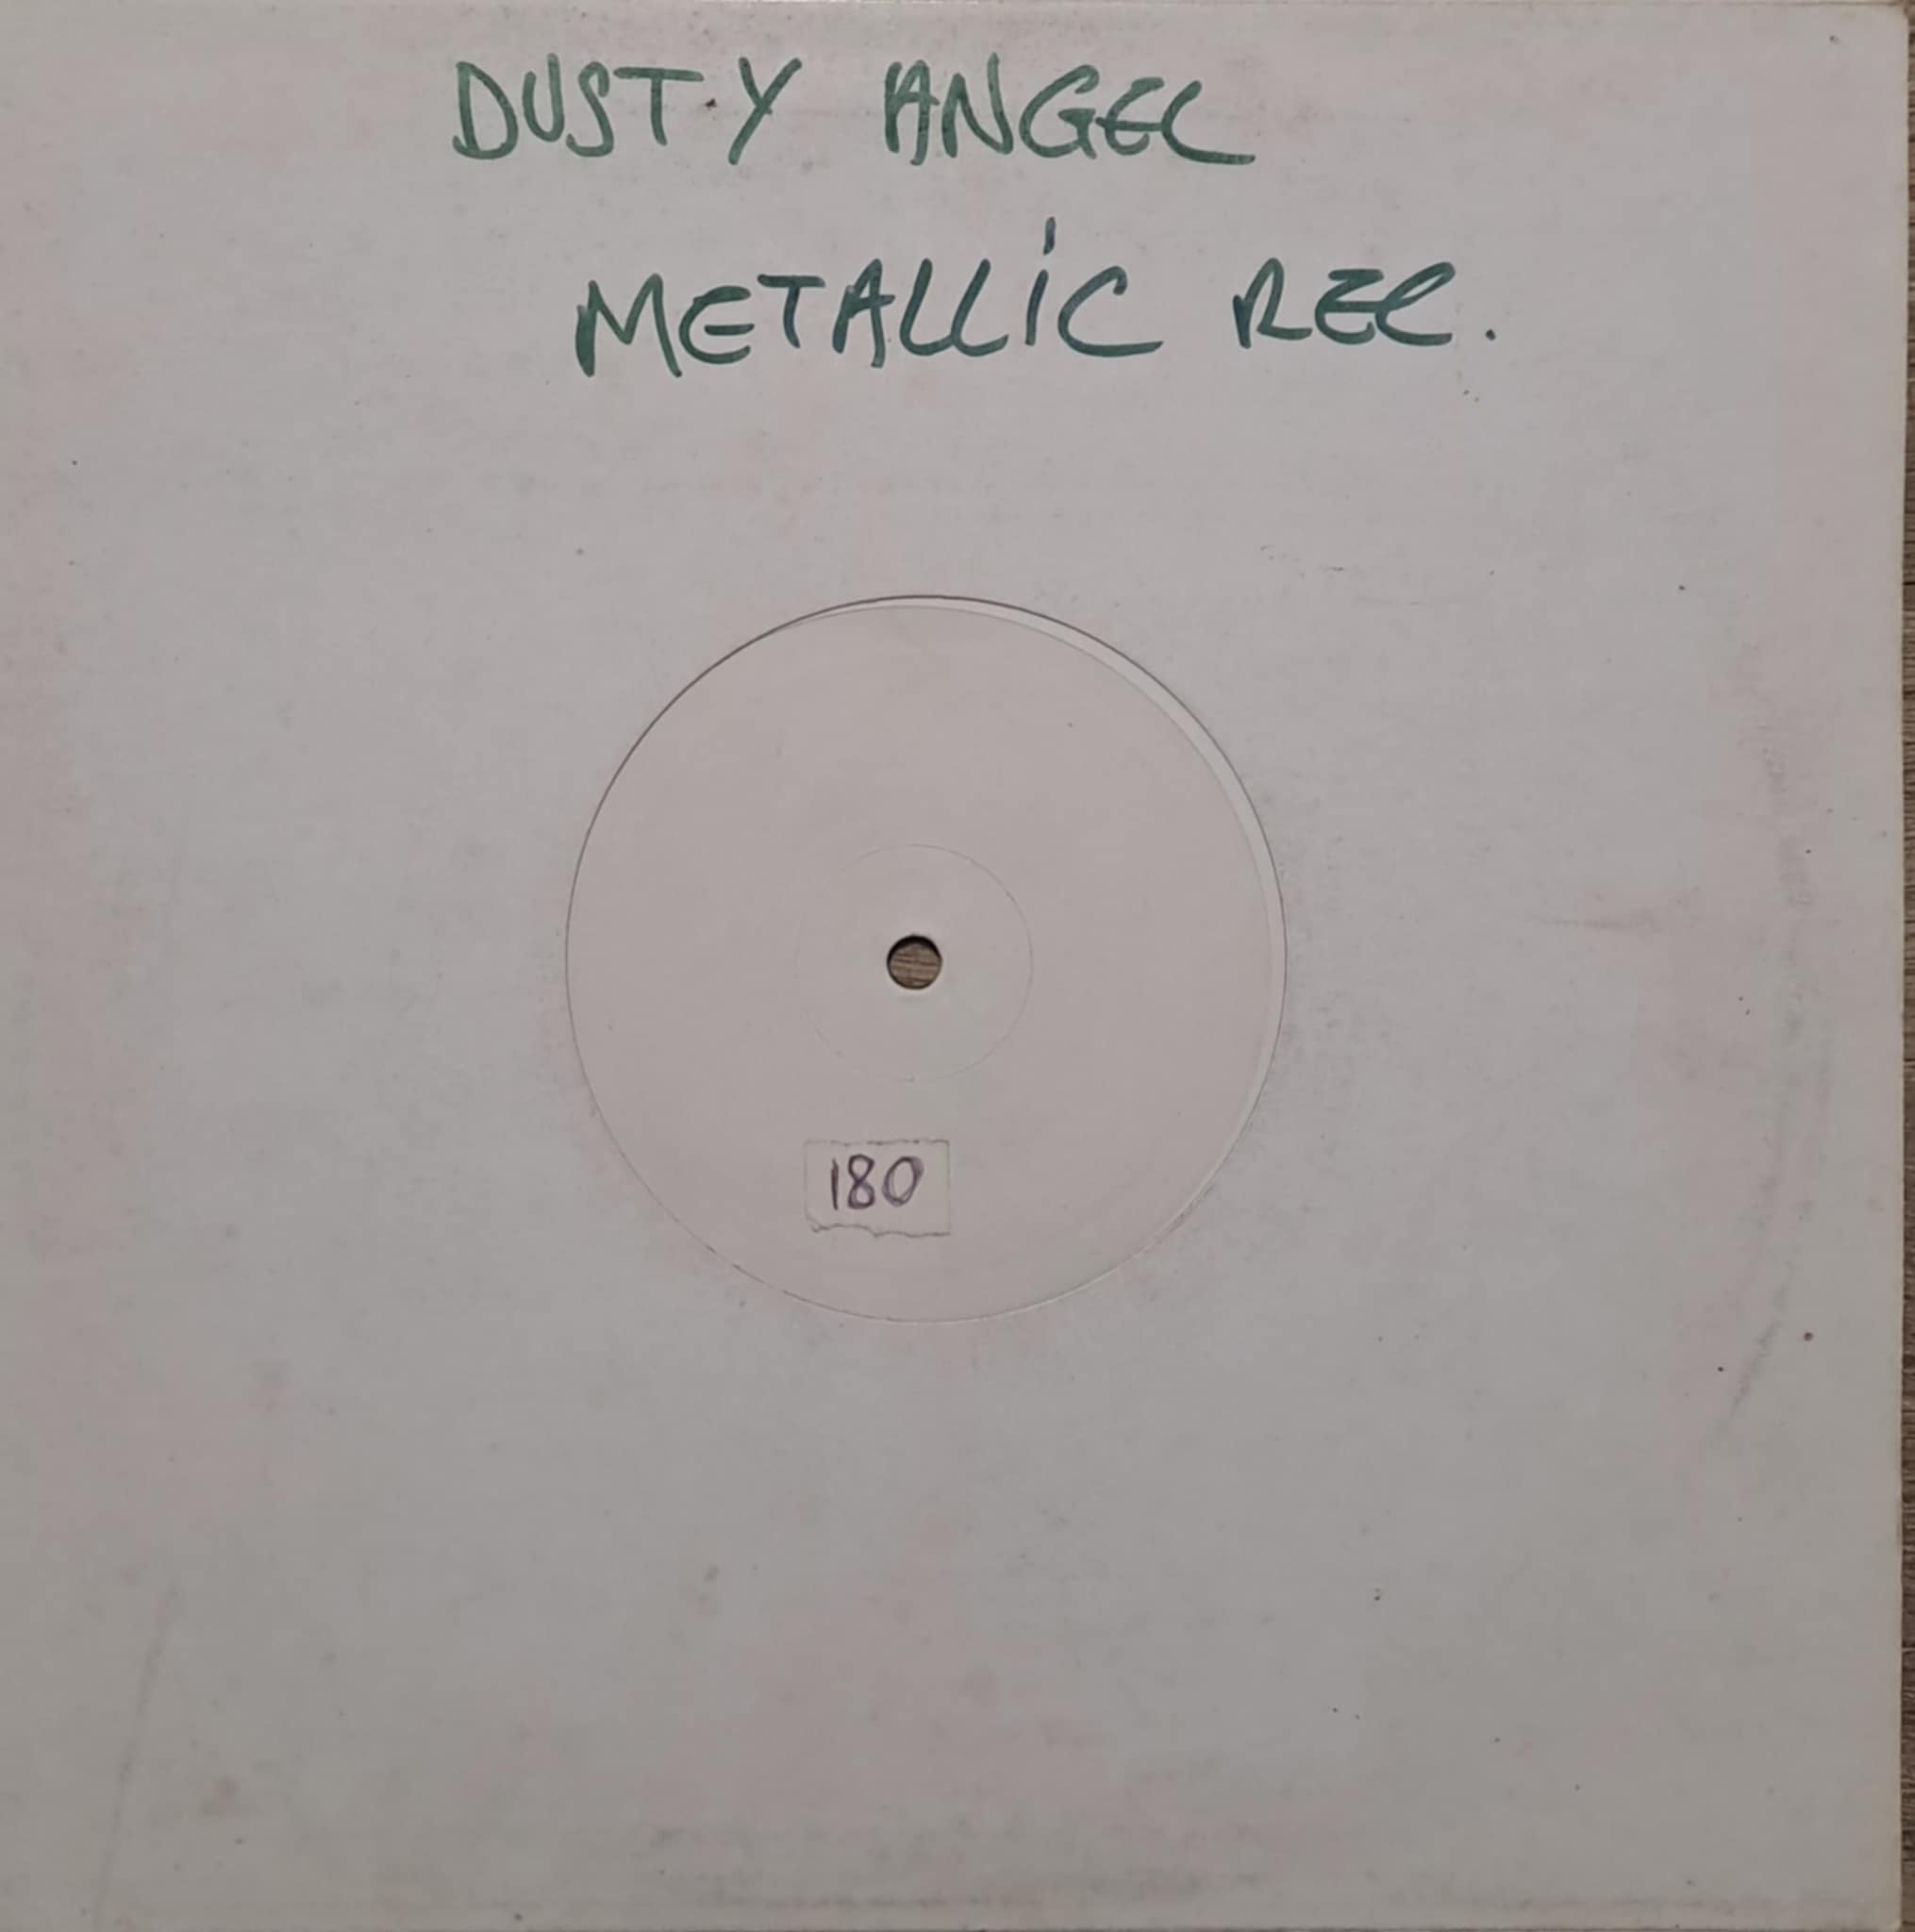 DUSTY ANGEL
METALLIC REC.
180